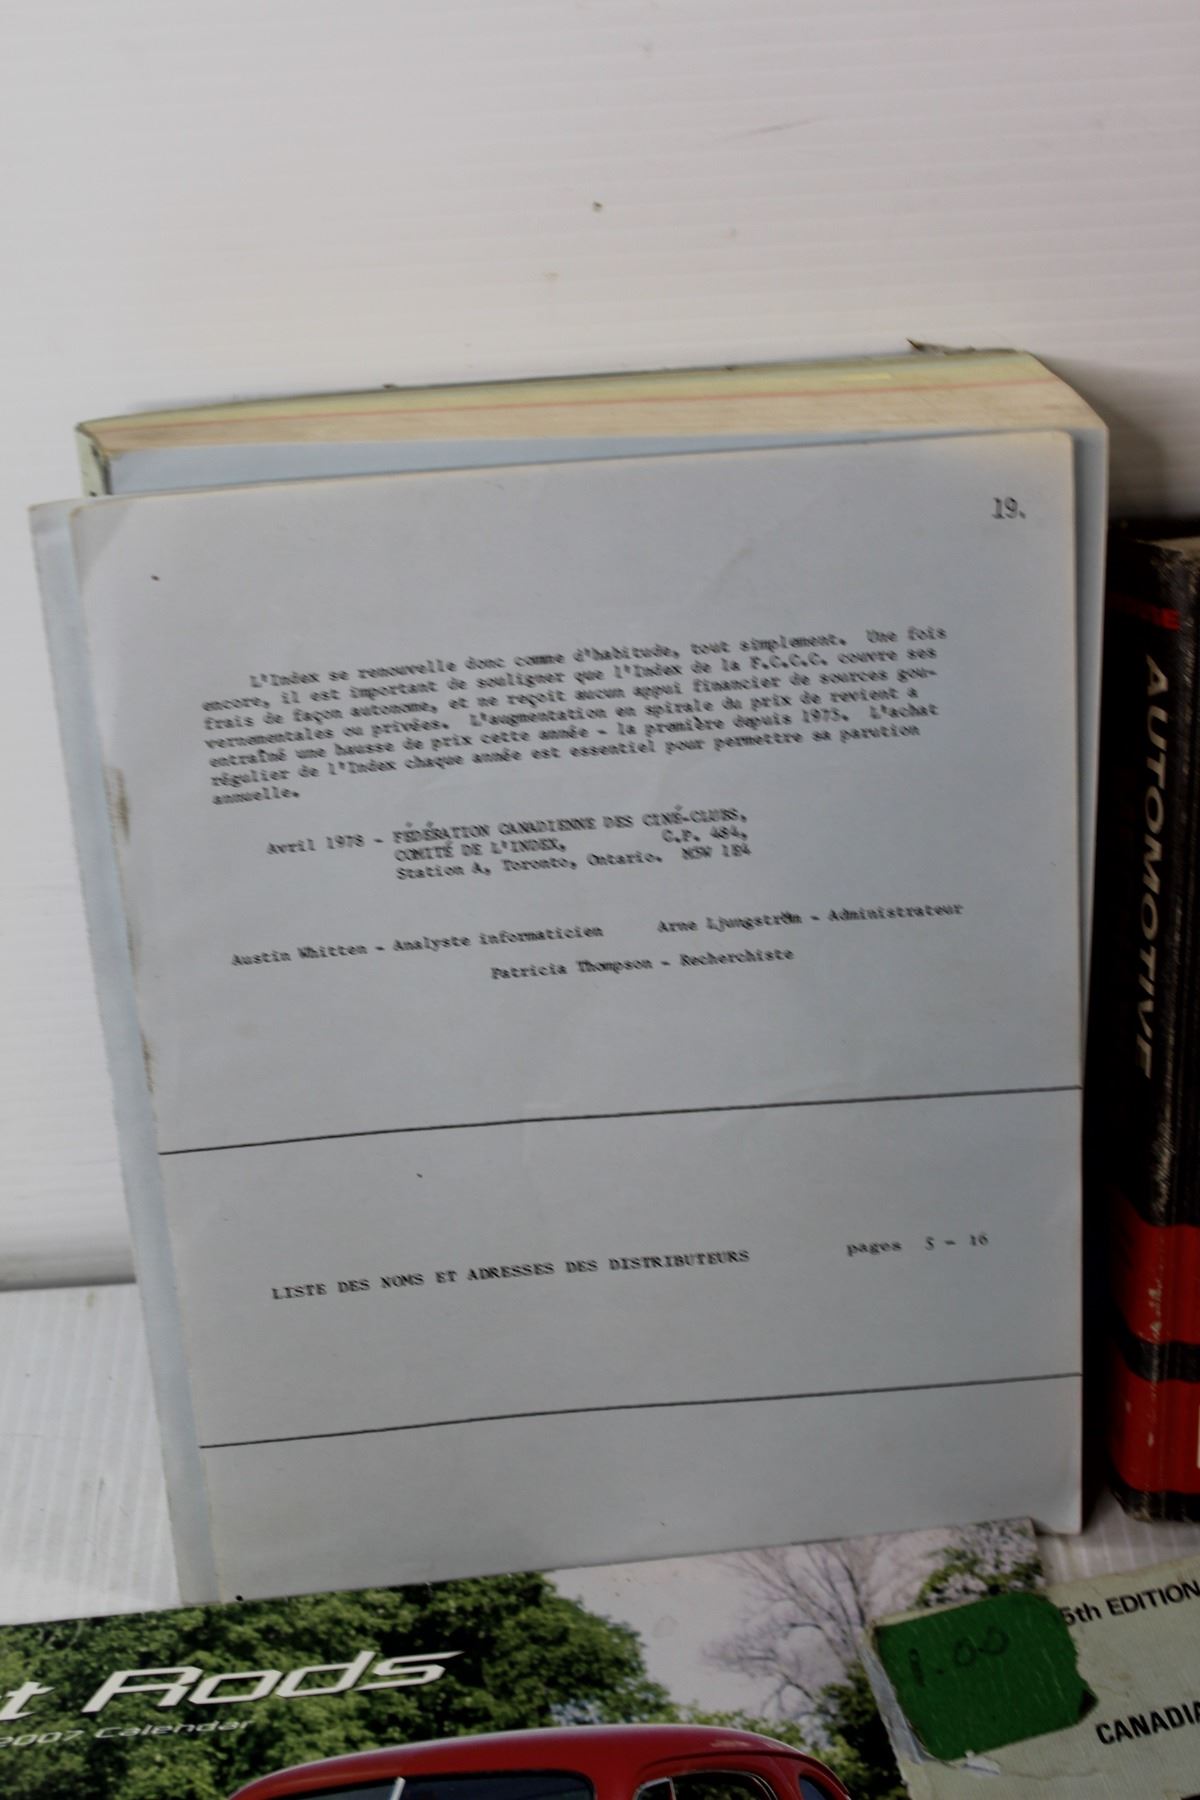 19.
L'Index se renouvelle donc comme d'habitude, tout simplement. Une fois
encore, il est important de souligner que l'Index de la F.C.C.C. couvre ses
frais de façon autonome, et ne reçoit aucun appui financier de sources gou-
vernementales ou privées. L'augmentation en spirale du prix de revient a
entraîné une hausse de prix cette année - la première depuis 1975. L'achat
régulier de l'Index chaque année est essentiel pour permettre sa parution
annuelle.
Avril 1978 - FÉDÉRATION CANADIENNE DES CINÉ-CLUBS,
COMITÉ DE L'INDEX, C.P. 484,
Station A, Toronto, Ontario. M5W 1E4
Austin Whitten - Analyste informaticien Arne Ljungström - Administrateur
Patricia Thompson - Recherchiste
LISTE DES NOMS ET ADRESSES DES DISTRIBUTEURS pages 5 - 16
AUTOMOTIVE
t Rods
2007 Calendar
1.00
5th EDITION
CANADIA